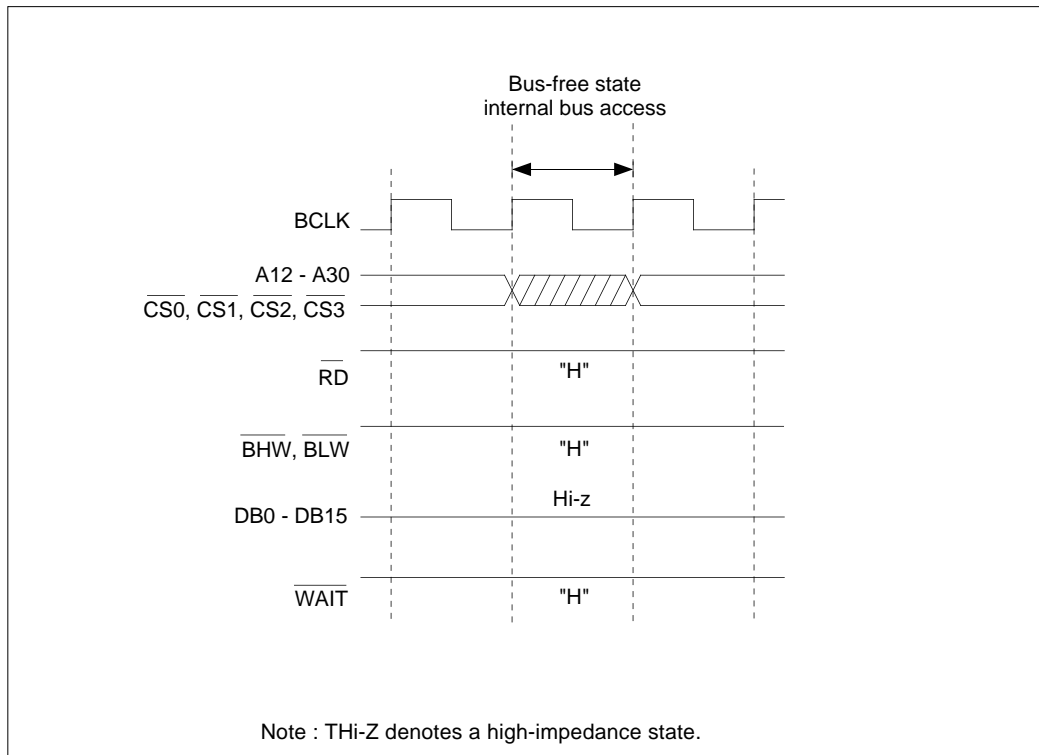 Bus-free state
internal bus access
BCLK
A12 - A30
CS0, CS1, CS2, CS3
RD
"H"
BHW, BLW
"H"
Hi-z
DB0 - DB15
WAIT
"H"
Note : THi-Z denotes a high-impedance state.